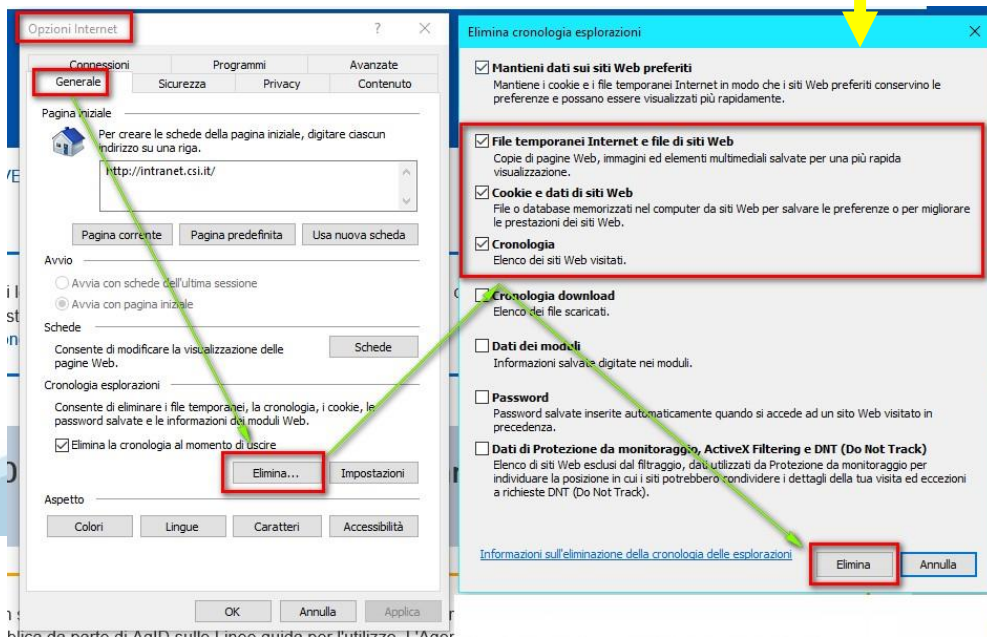 Opzioni Internet
Connessioni Programmi Avanzate
Generale Sicurezza Privacy Contenuto
Pagina iniziale
Per creare le schede della pagina iniziale, digitare ciascun
indirizzo su una riga.
http://intranet.csi.it/
Pagina corrente Pagina predefinita Usa nuova scheda
Avvio
Avvia con schede dell'ultima sessione
Avvia con pagina iniziale
Schede
Consente di modificare la visualizzazione delle
pagine Web.
Schede
Cronologia esplorazioni
Consente di eliminare i file temporanei, la cronologia, i cookie, le
password salvate e le informazioni dei moduli Web.
Elimina la cronologia al momento di uscire
Elimina... Impostazioni
Aspetto
Colori Lingue Caratteri Accessibilità
OK Annulla Applica
Elimina cronologia esplorazioni
Mantieni dati sui siti Web preferiti
Mantiene i cookie e i file temporanei Internet in modo che i siti Web preferiti conservino le
preferenze e possano essere visualizzati più rapidamente.
File temporanei Internet e file di siti Web
Copie di pagine Web, immagini ed elementi multimediali salvate per una più rapida
visualizzazione.
Cookie e dati di siti Web
File o database memorizzati nel computer da siti Web per salvare le preferenze o per migliorare
le prestazioni dei siti Web.
Cronologia
Elenco dei siti Web visitati.
Cronologia download
Elenco dei file scaricati.
Dati dei moduli
Informazioni salvate digitate nei moduli.
Password
Password salvate inserite automaticamente quando si accede ad un sito Web visitato in
precedenza.
Dati di Protezione da monitoraggio, ActiveX Filtering e DNT (Do Not Track)
Elenco di siti Web esclusi dal filtraggio, dati utilizzati da Protezione da monitoraggio per
individuare la posizione in cui i siti potrebbero condividere i dettagli della tua visita ed eccezioni
a richieste DNT (Do Not Track).
Informazioni sull'eliminazione della cronologia delle esplorazioni
Elimina Annulla
da parte di AgID sulle Linee guida per l'utilizzo. L'Agen